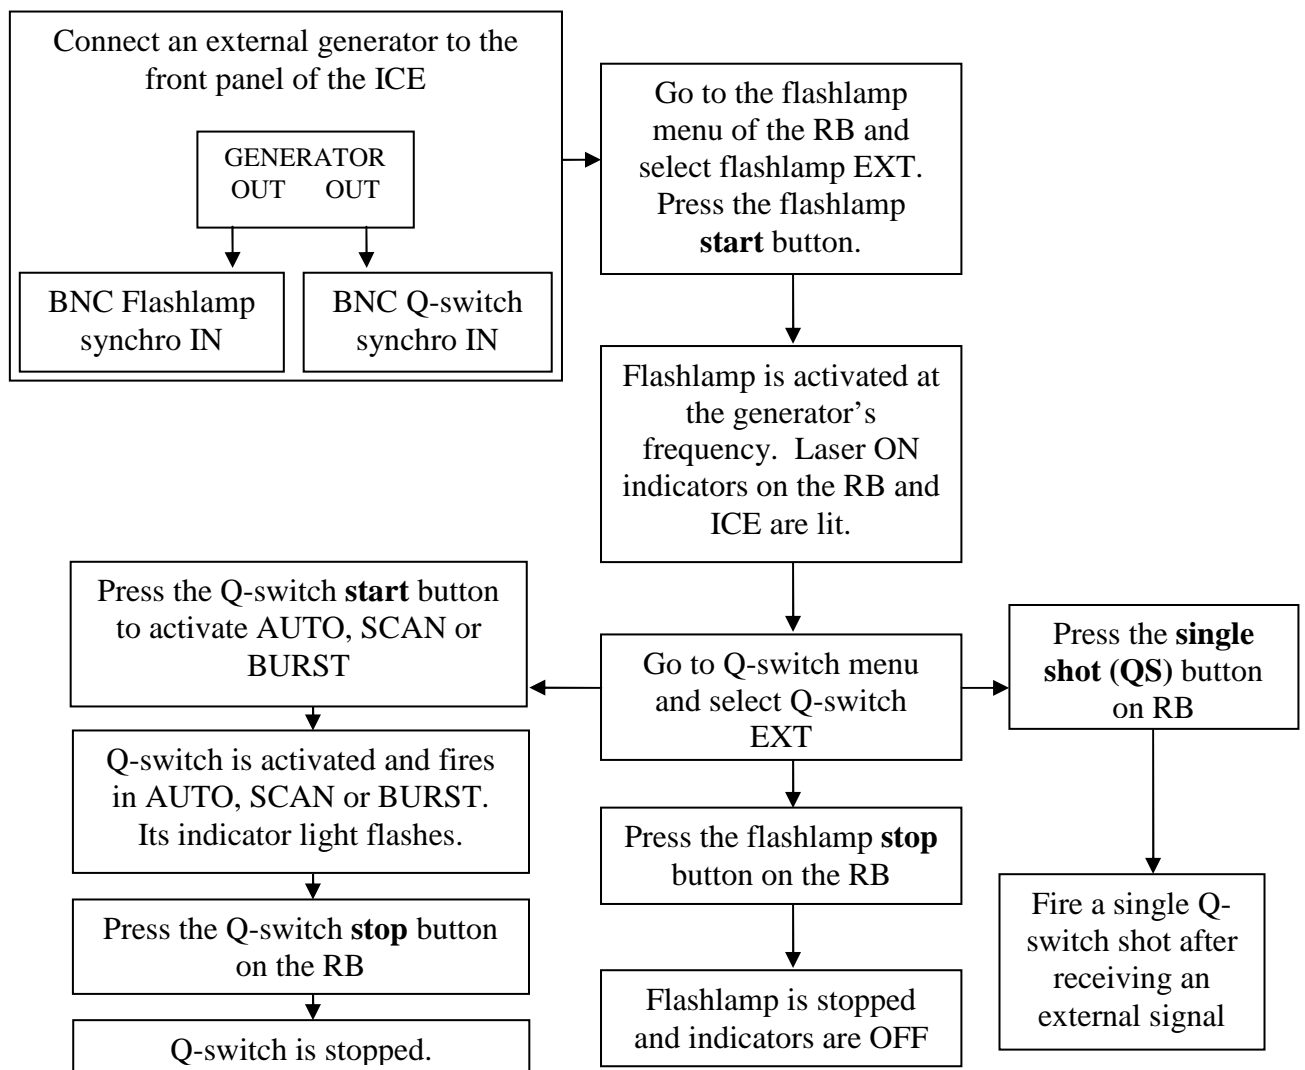 Connect an external generator to the
front panel of the ICE
GENERATOR
OUT OUT
BNC Flashlamp
synchro IN
BNC Q-switch
synchro IN
Go to the flashlamp
menu of the RB and
select flashlamp EXT.
Press the flashlamp
start button.
Flashlamp is activated at
the generator’s
frequency. Laser ON
indicators on the RB and
ICE are lit.
Go to Q-switch menu
and select Q-switch
EXT
Press the Q-switch start button
to activate AUTO, SCAN or
BURST
Q-switch is activated and fires
in AUTO, SCAN or BURST.
Its indicator light flashes.
Press the Q-switch stop button
on the RB
Q-switch is stopped.
Press the flashlamp stop
button on the RB
Flashlamp is stopped
and indicators are OFF
Press the single
shot (QS) button
on RB
Fire a single Q-
switch shot after
receiving an
external signal